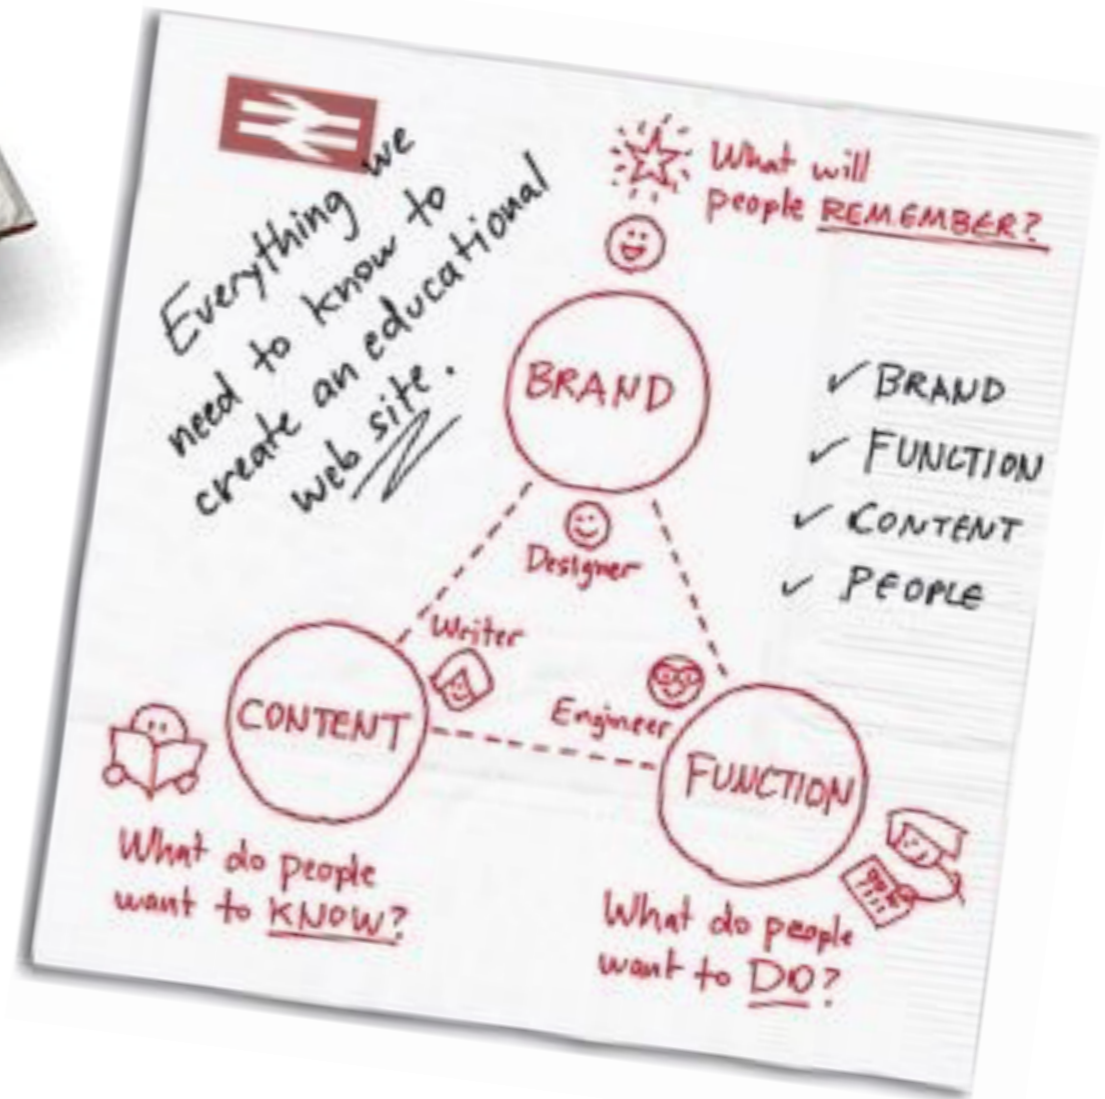 Everything we
need to know to
create an educational
web site.
What will
people REMEMBER?
BRAND
Designer
✓ BRAND
✓ FUNCTION
✓ CONTENT
✓ PEOPLE
Writer
CONTENT
Engineer
FUNCTION
What do people
want to KNOW?
What do people
want to DO?